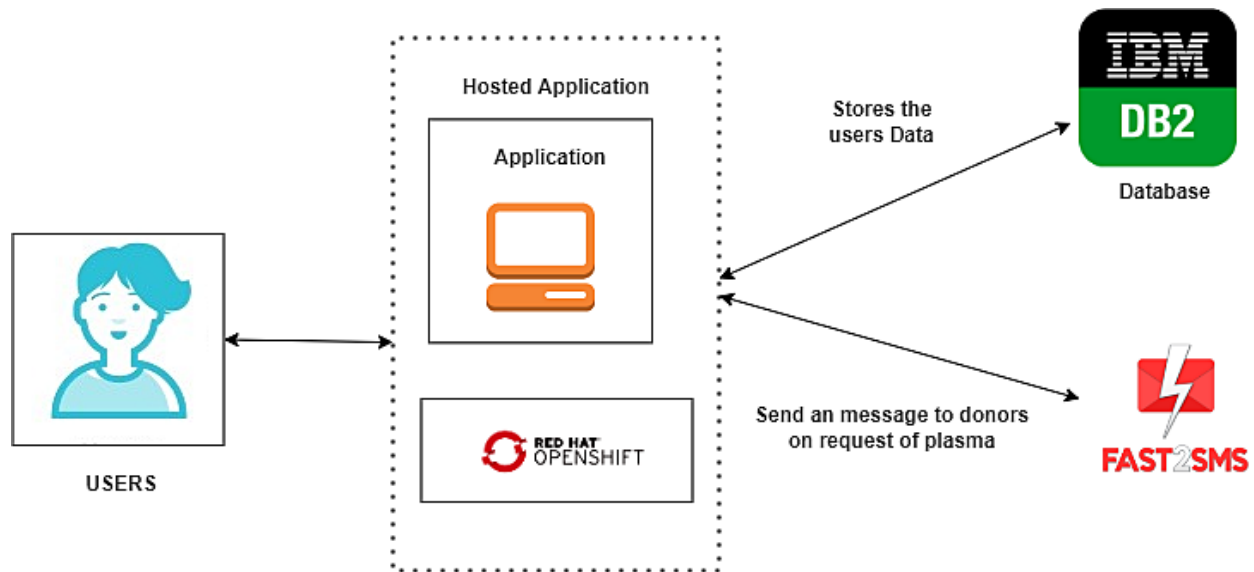 Hosted Application
Application
RED HAT
OPENSHIFT
USERS
Stores the
users Data
IBM
DB2
Database
Send an message to donors
on request of plasma
FAST2SMS